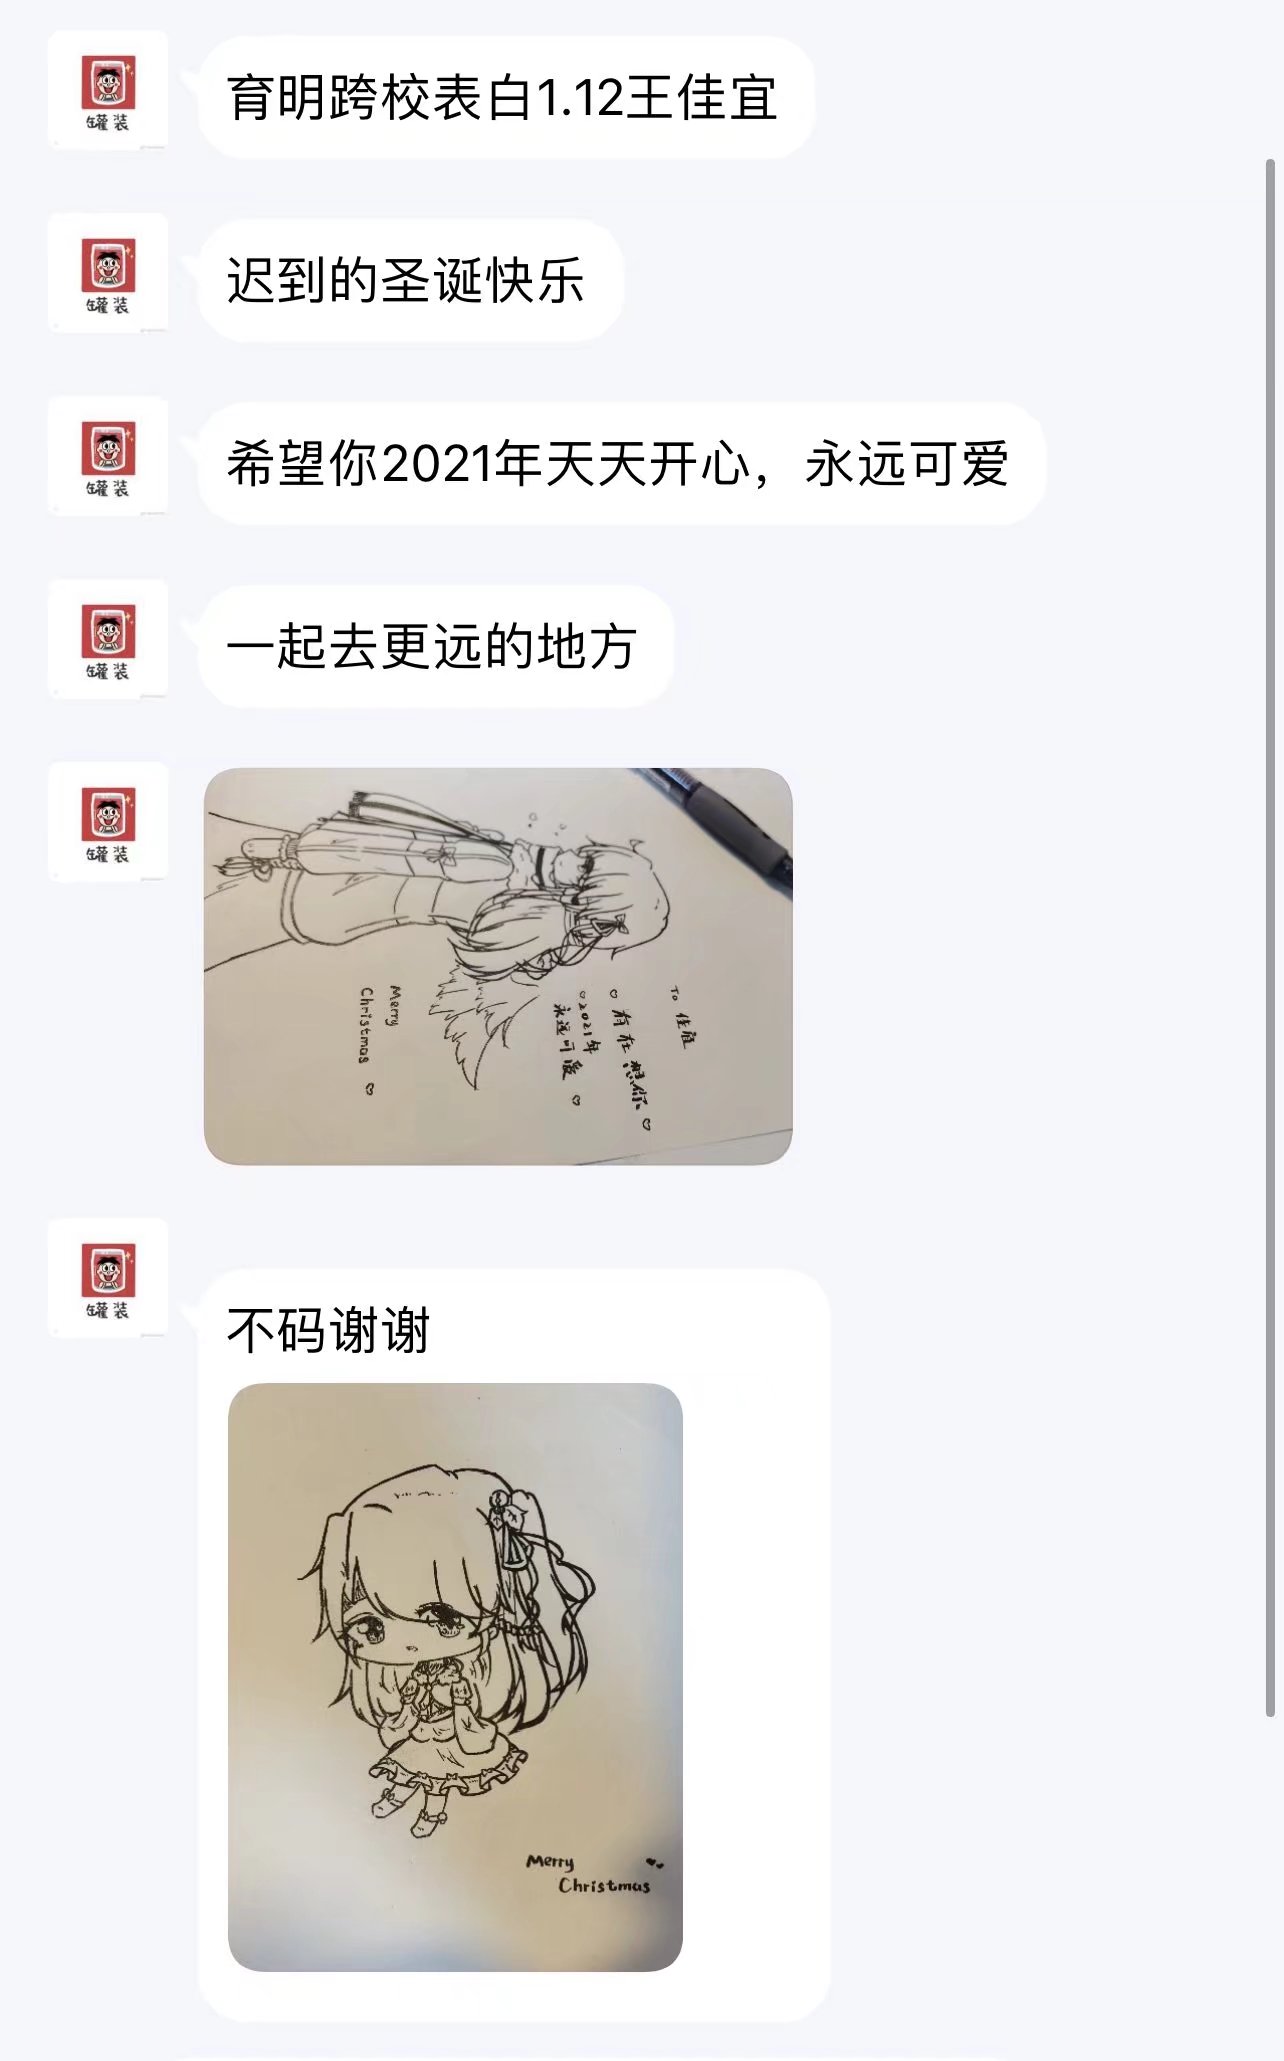 育明跨校表白1.12王佳宜
罐装
迟到的圣诞快乐
罐装
希望你2021年天天开心，永远可爱
罐装
一起去更远的地方
罐装
罐装
To 佳宜
♡有在想你♡
♡2021年
永远可爱♡
Merry
Christmas ♡
不码谢谢
罐装
Merry
Christmas